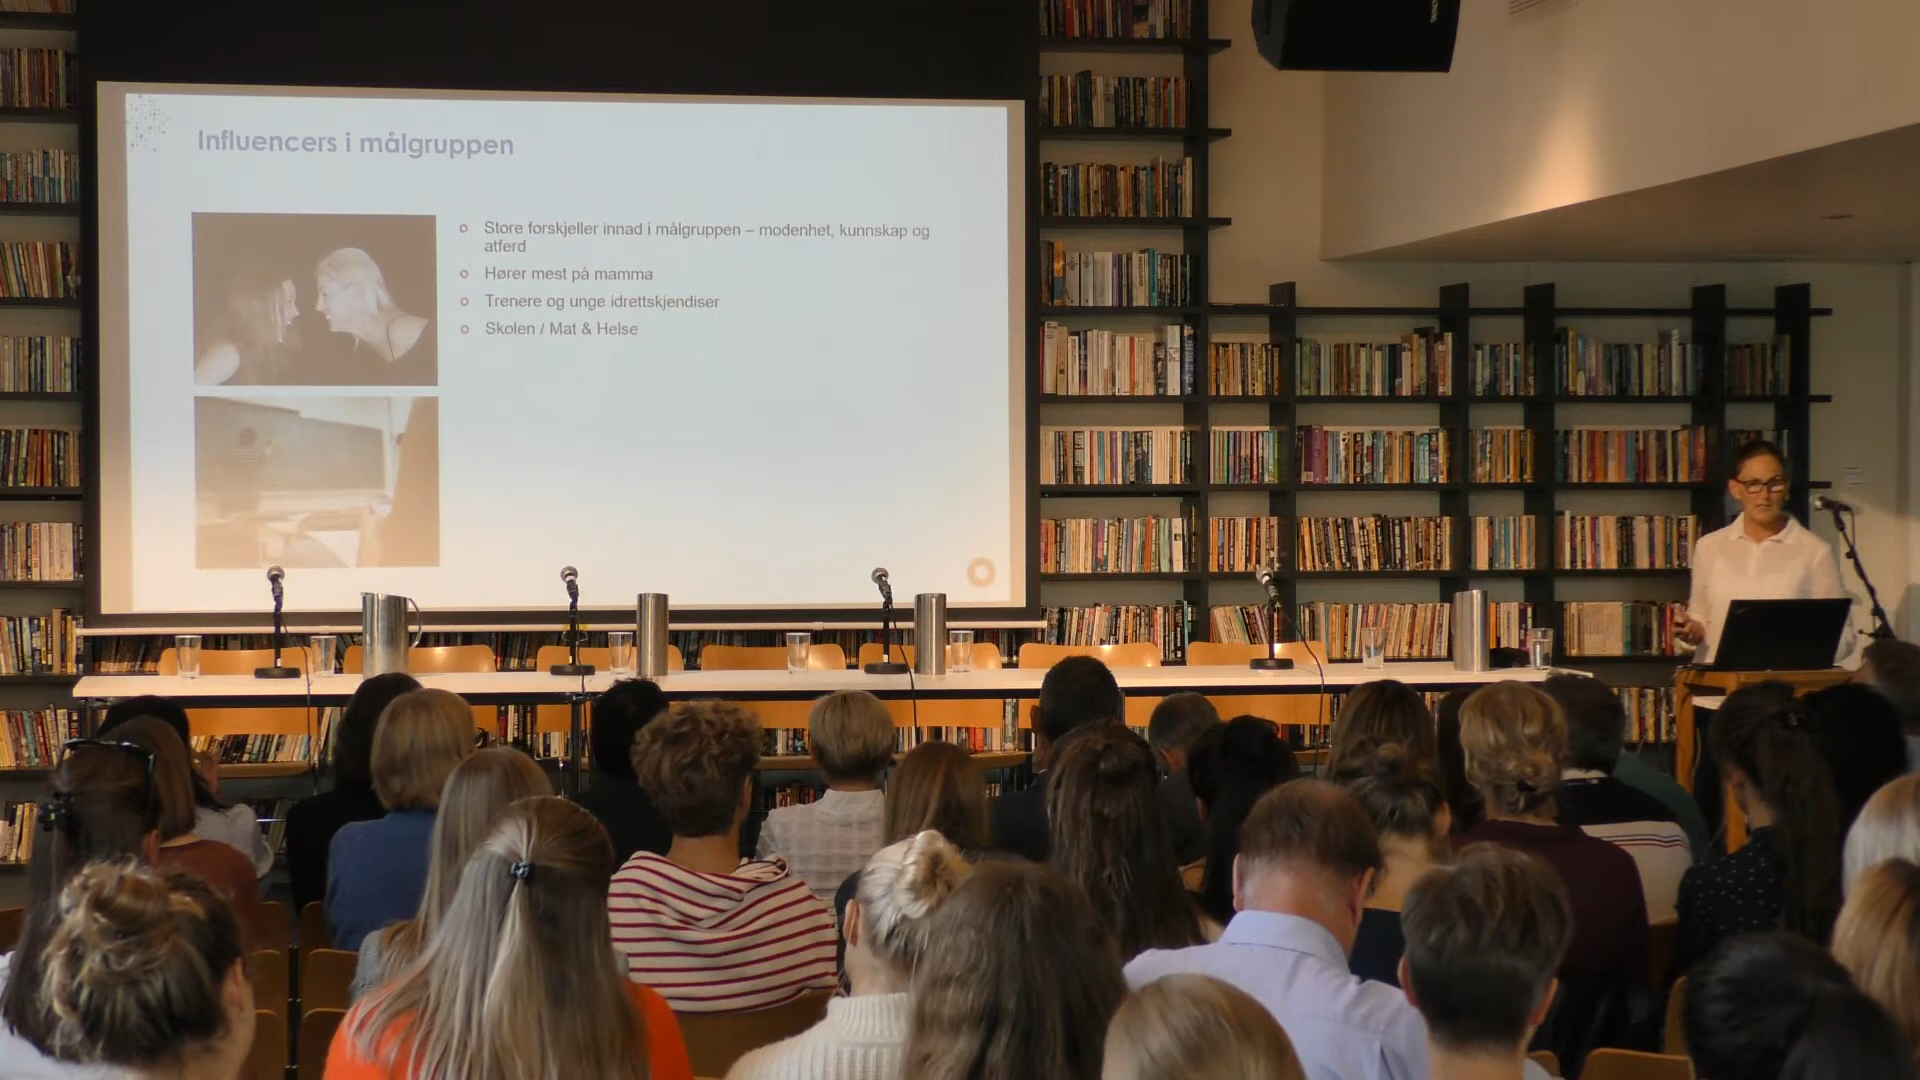 Influencers i målgruppen
Store forskjeller innad i målgruppen – modenhet, kunnskap og
atferd
Hører mest på mamma
Trenere og unge idrettskjendiser
Skolen / Mat & Helse